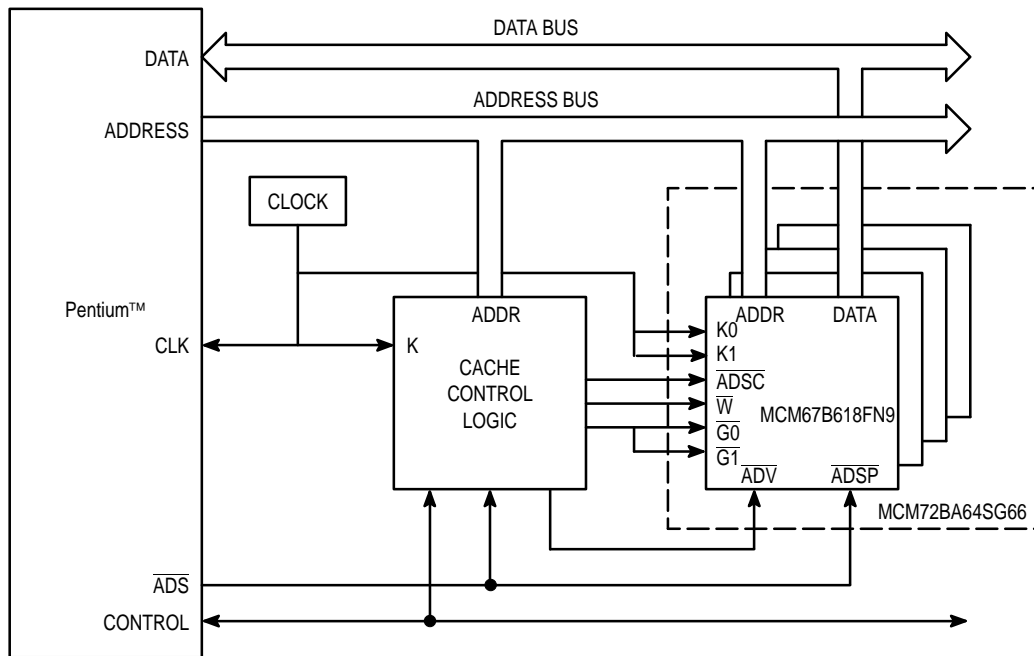 DATA BUS
DATA
ADDRESS BUS
ADDRESS
CLOCK
Pentium™
CLK
K
ADDR
CACHE
CONTROL
LOGIC
ADDR
DATA
K0
K1
ADSC
W
MCM67B618FN9
G0
G1
ADV
ADSP
MCM72BA64SG66
ADS
CONTROL